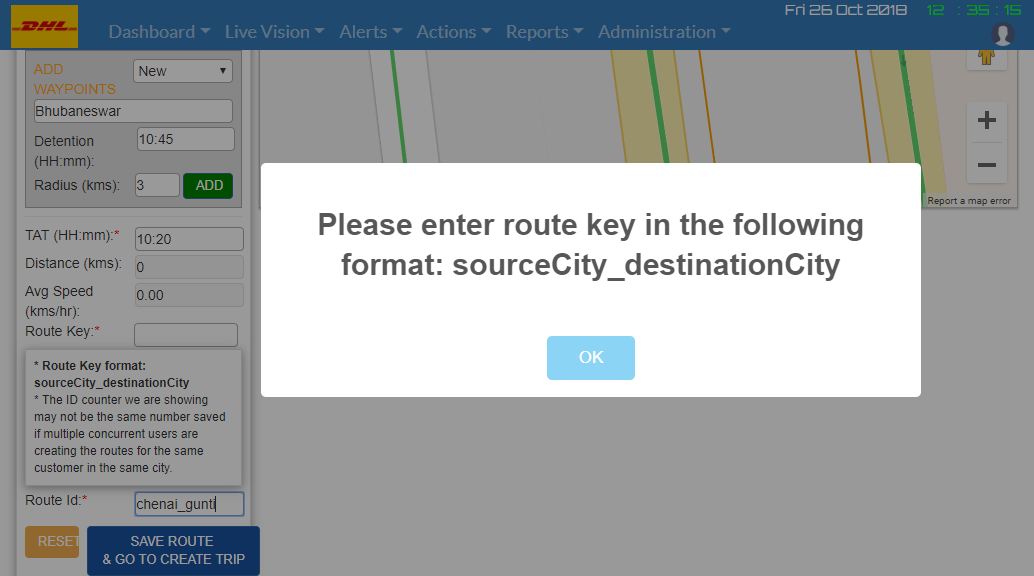 Fri 26 Oct 2018 12 : 35 : 15
DHL
Dashboard Live Vision Alerts Actions Reports Administration
ADD
WAYPOINTS
New
Bhubaneswar
Detention
(HH:mm):
10:45
Radius (kms):
3
ADD
Report a map error
TAT (HH:mm):*
10:20
Distance (kms):
0
Avg Speed
(kms/hr):
0.00
Route Key:*
* Route Key format:
sourceCity_destinationCity
* The ID counter we are showing
may not be the same number saved
if multiple concurrent users are
creating the routes for the same
customer in the same city.
Route Id:*
chenai_gunti
RESET
SAVE ROUTE
& GO TO CREATE TRIP
Please enter route key in the following
format: sourceCity_destinationCity
OK